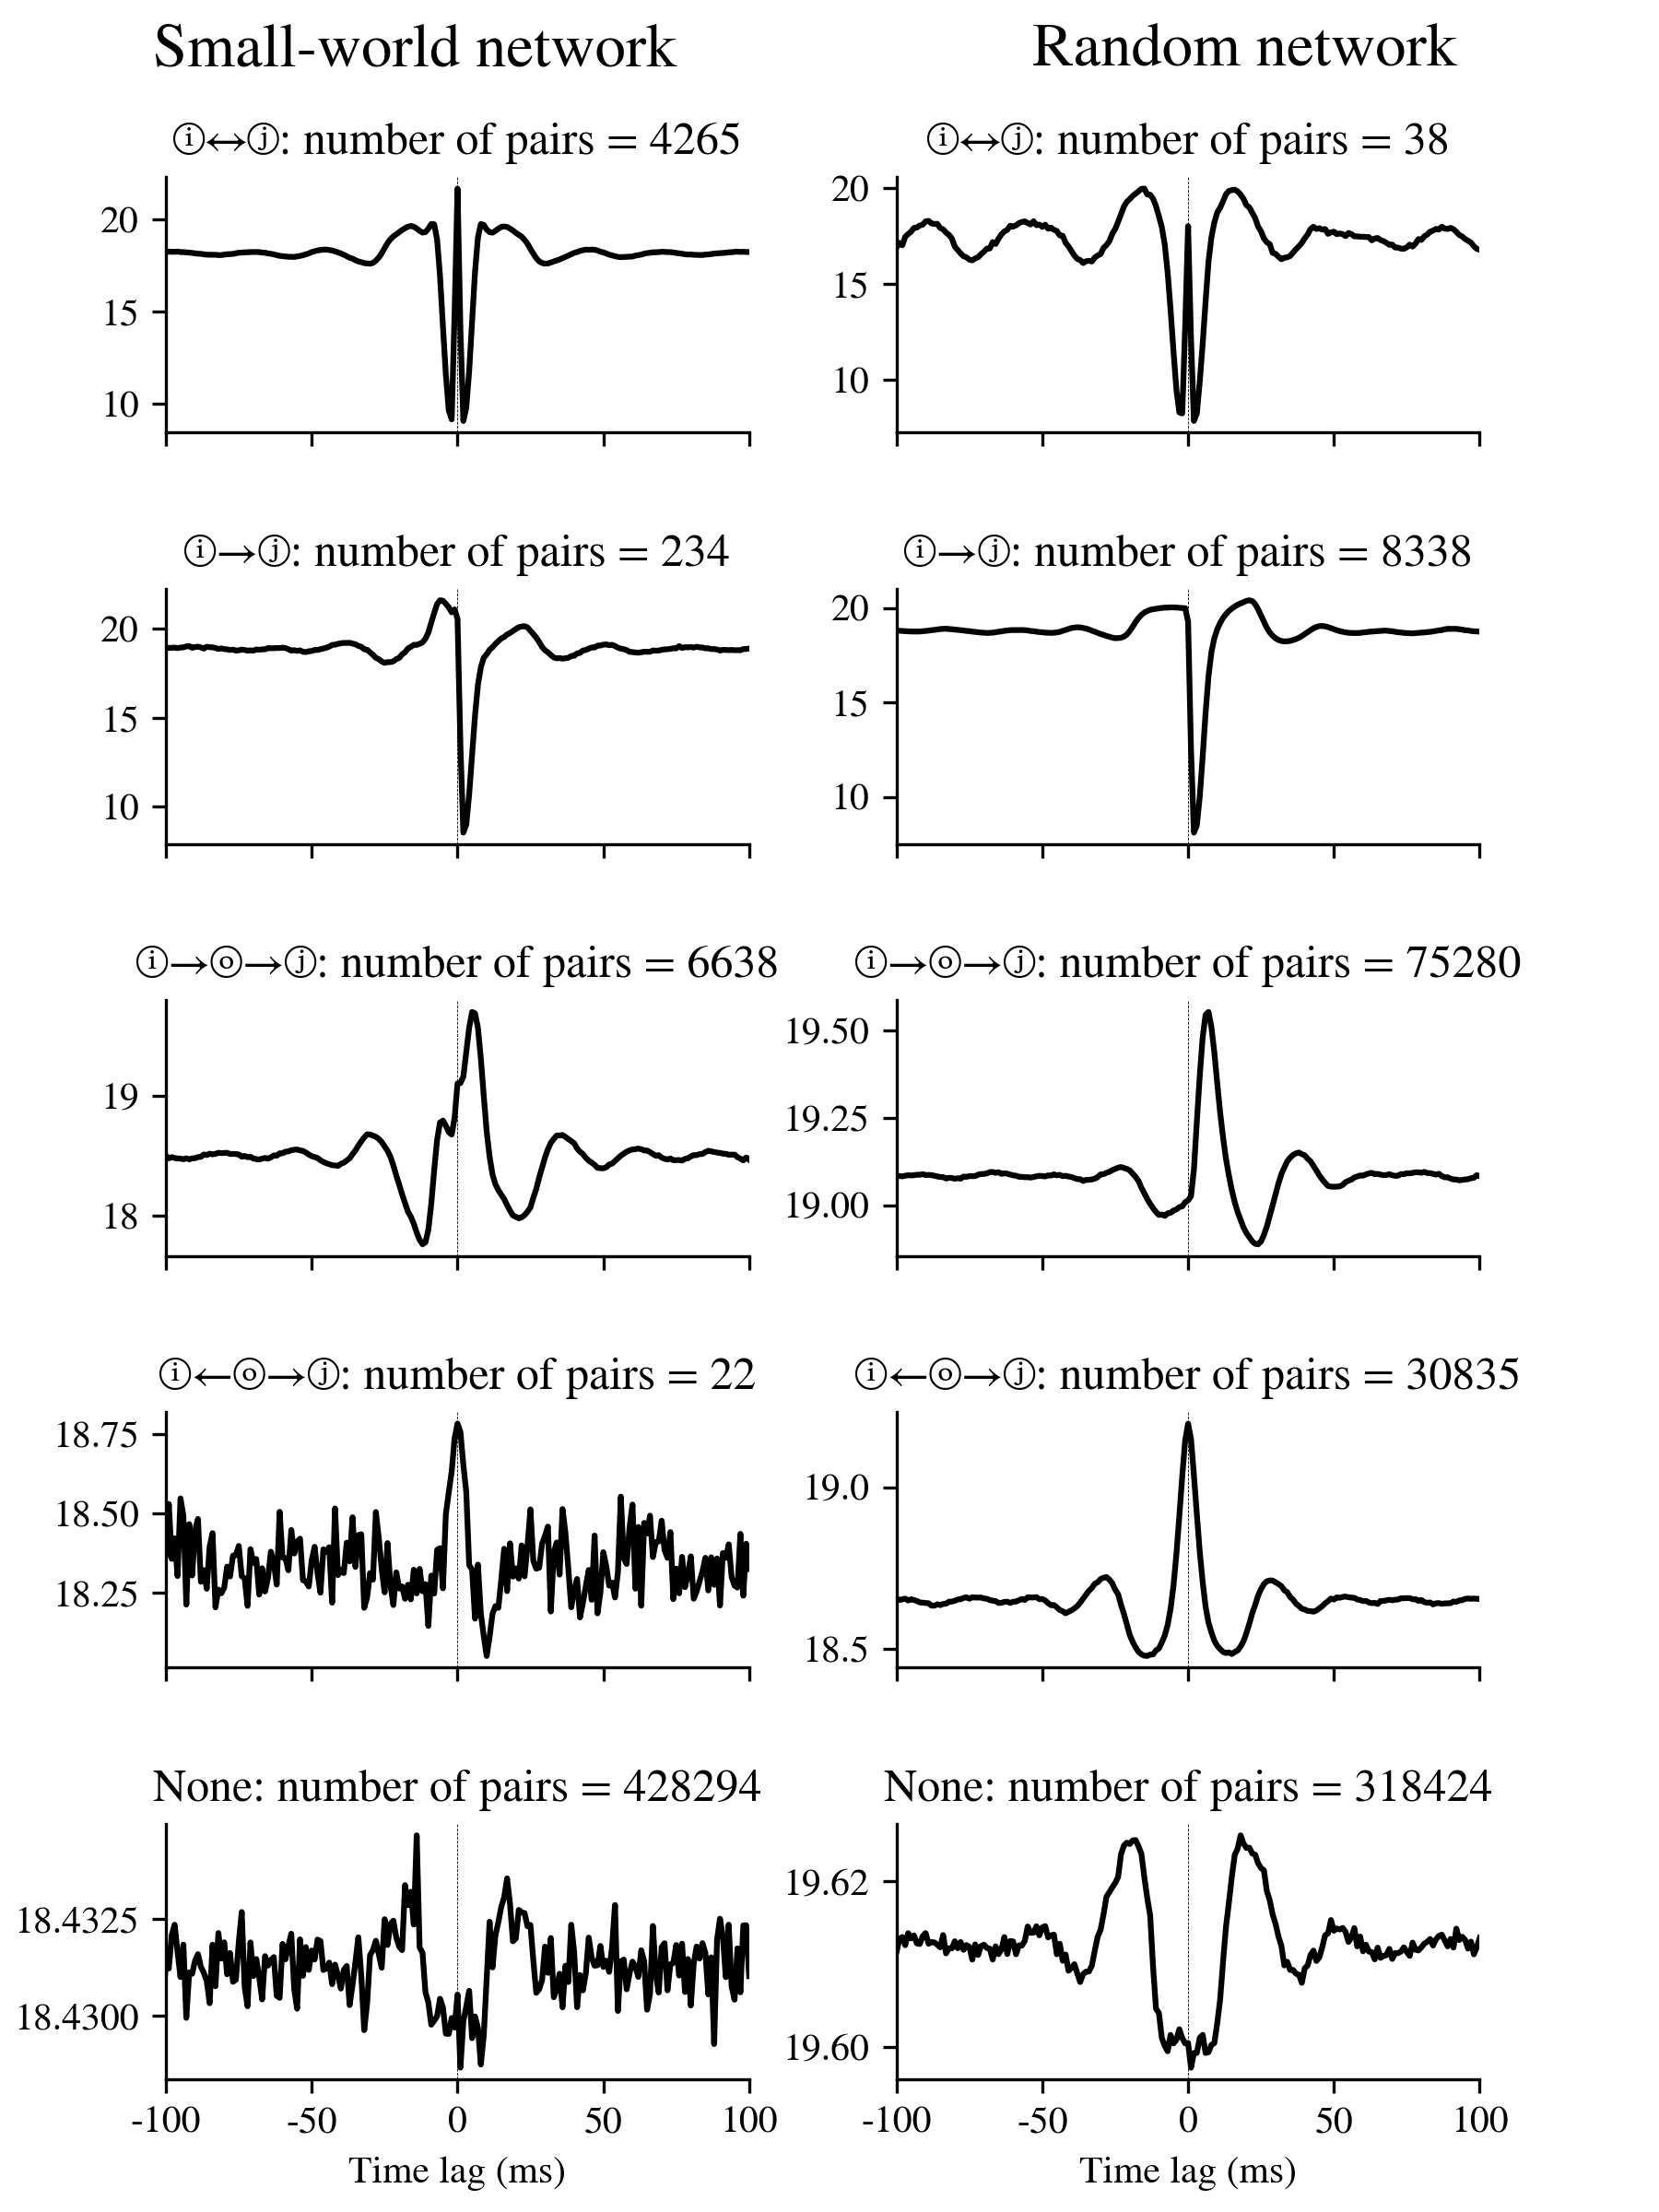 Small-world network
Random network
ⓘ↔ⓙ: number of pairs = 4265
20
15
10
ⓘ↔ⓙ: number of pairs = 38
20
15
10
ⓘ→ⓙ: number of pairs = 234
20
15
10
ⓘ→ⓙ: number of pairs = 8338
20
15
10
ⓘ→ⓞ→ⓙ: number of pairs = 6638
19
18
ⓘ→ⓞ→ⓙ: number of pairs = 75280
19.50
19.25
19.00
ⓘ←ⓞ→ⓙ: number of pairs = 22
18.75
18.50
18.25
ⓘ←ⓞ→ⓙ: number of pairs = 30835
19.0
18.5
None: number of pairs = 428294
18.4325
18.4300
-100 -50 0 50 100
Time lag (ms)
None: number of pairs = 318424
19.62
19.60
-100 -50 0 50 100
Time lag (ms)